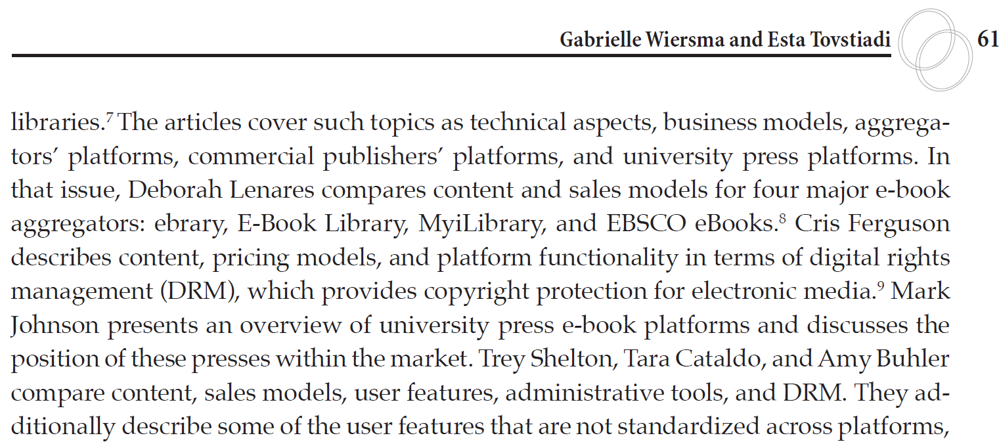 Gabrielle Wiersma and Esta Tovstiadi 61
libraries.⁷ The articles cover such topics as technical aspects, business models, aggrega-
tors’ platforms, commercial publishers’ platforms, and university press platforms. In
that issue, Deborah Lenares compares content and sales models for four major e-book
aggregators: ebrary, E-Book Library, MyiLibrary, and EBSCO eBooks.⁸ Cris Ferguson
describes content, pricing models, and platform functionality in terms of digital rights
management (DRM), which provides copyright protection for electronic media.⁹ Mark
Johnson presents an overview of university press e-book platforms and discusses the
position of these presses within the market. Trey Shelton, Tara Cataldo, and Amy Buhler
compare content, sales models, user features, administrative tools, and DRM. They ad-
ditionally describe some of the user features that are not standardized across platforms,